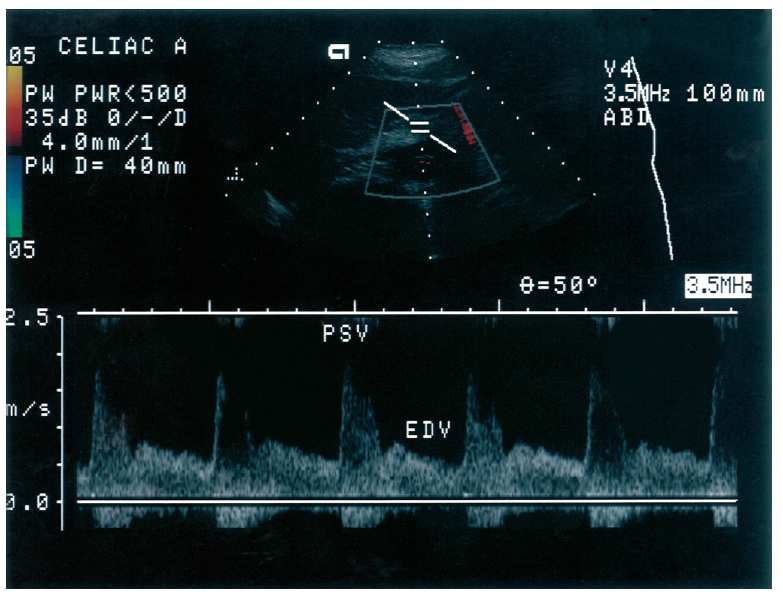 CELIAC A
05
PW PWR<500
35dB 0/-/D
4.0mm/1
PW D= 40mm
05
V4
3.5MHz 100mm
ABD
θ=50º
3.5MHz
2.5
PSV
m/s
EDV
0.0